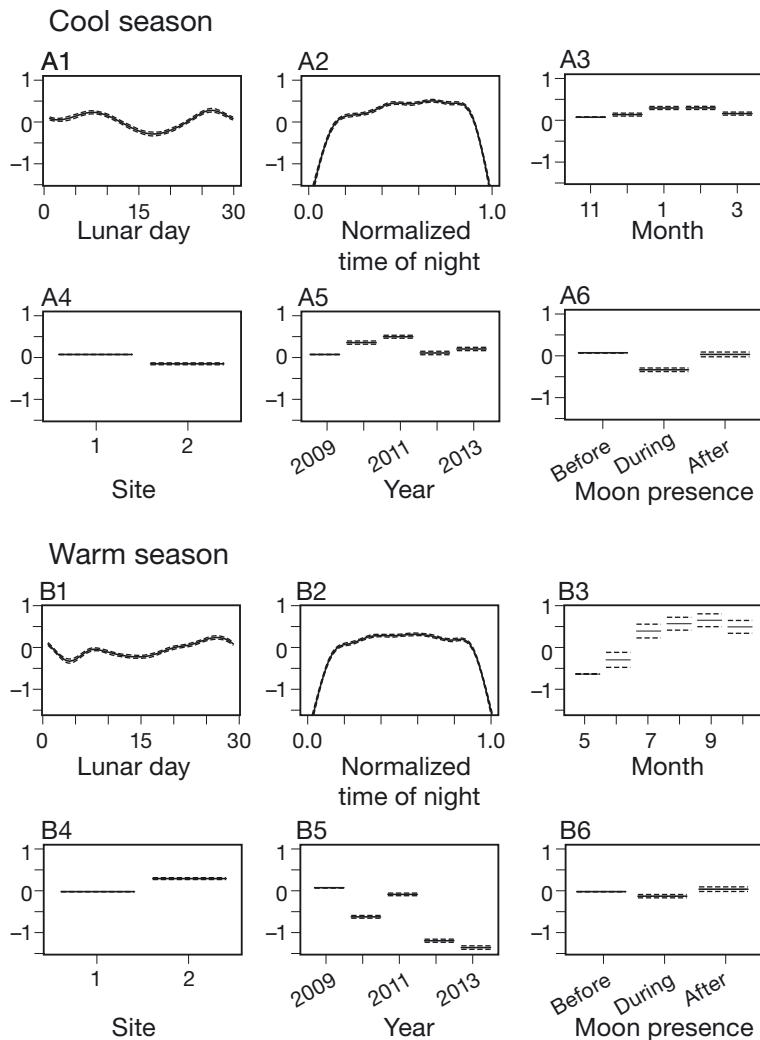 Cool season
A1
1
0
−1
0
15
30
Lunar day
A2
1
0
−1
0.0
1.0
Normalized
time of night
A3
1
0
−1
11
1
3
Month
A4
1
0
−1
1
2
Site
A5
1
0
−1
2009
2011
2013
Year
A6
1
0
−1
Before
During
After
Moon presence
Warm season
B1
1
0
−1
0
15
30
Lunar day
B2
1
0
−1
0.0
1.0
Normalized
time of night
B3
1
0
−1
5
7
9
Month
B4
1
0
−1
1
2
Site
B5
1
0
−1
2009
2011
2013
Year
B6
1
0
−1
Before
During
After
Moon presence